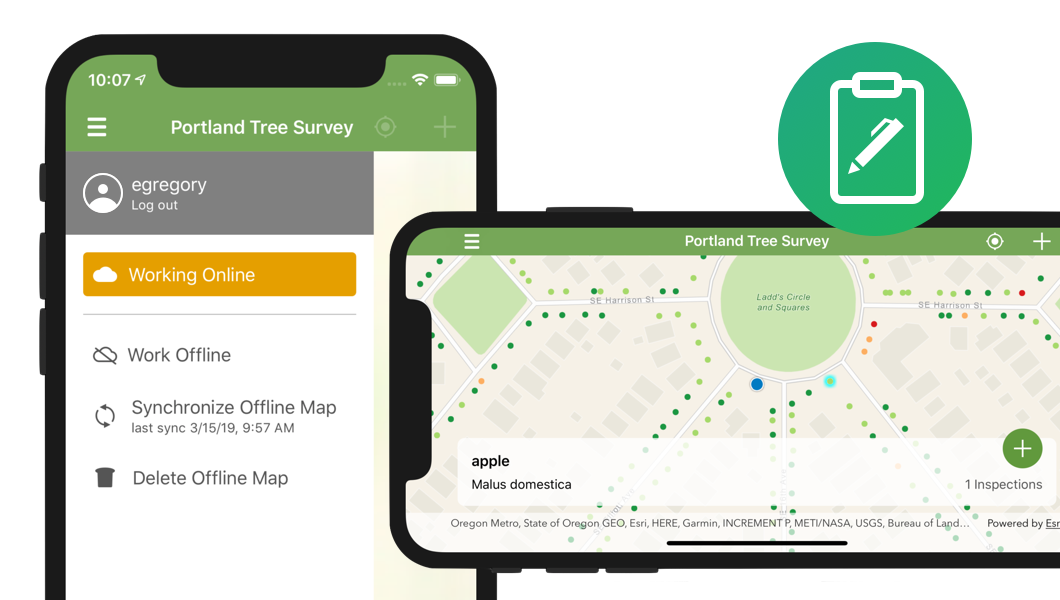 10:07
Portland Tree Survey
egregory
Log out
Working Online
Work Offline
Synchronize Offline Map
last sync 3/15/19, 9:57 AM
Delete Offline Map
Portland Tree Survey
SE Harrison St
Ladd's Circle
and Squares
SE Harrison St
apple
Malus domestica
1 Inspections
Oregon Metro, State of Oregon GEO, Esri, HERE, Garmin, INCREMENT P, METI/NASA, USGS, Bureau of Land…
Powered by Esr